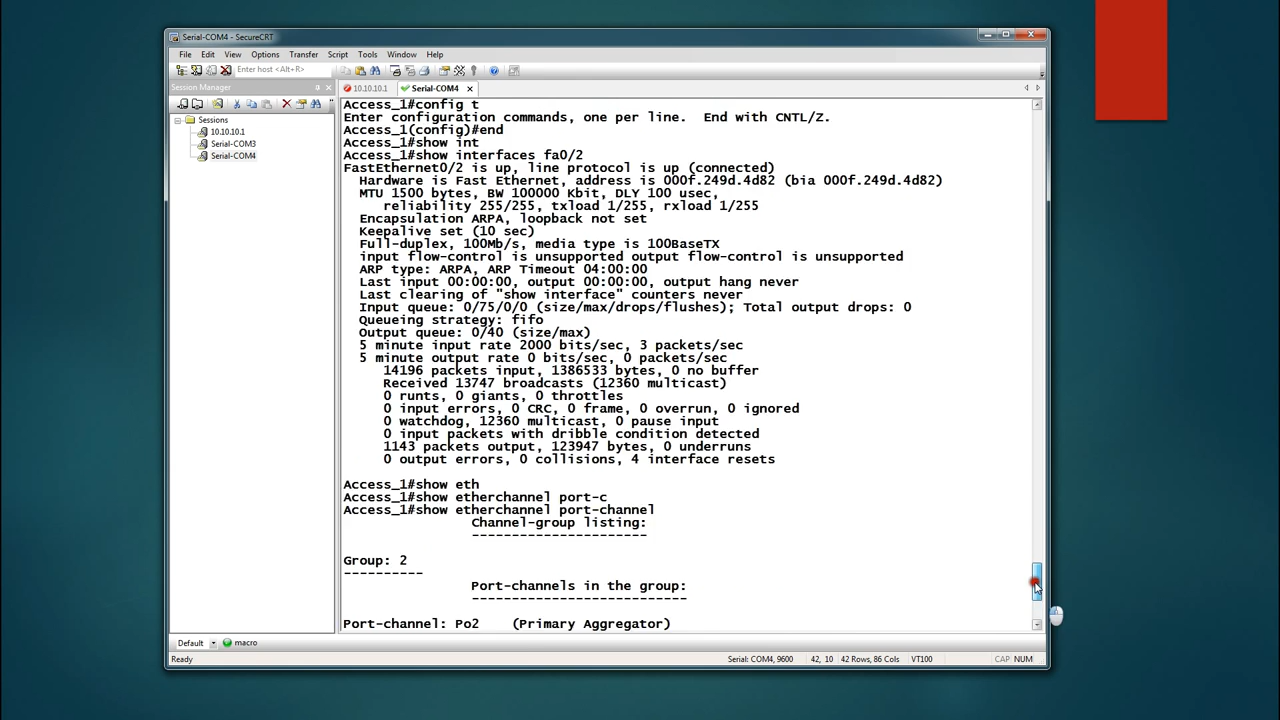 Serial-COM4 - SecureCRT
File Edit View Options Transfer Script Tools Window Help
Enter host <Alt+R>
Session Manager
10.10.10.1 Serial-COM4
Sessions
10.10.10.1
Serial-COM3
Serial-COM4
Access_1#config t
Enter configuration commands, one per line.  End with CNTL/Z.
Access_1(config)#end
Access_1#show int
Access_1#show interfaces fa0/2
FastEthernet0/2 is up, line protocol is up (connected)
  Hardware is Fast Ethernet, address is 000f.249d.4d82 (bia 000f.249d.4d82)
  MTU 1500 bytes, BW 100000 Kbit, DLY 100 usec,
     reliability 255/255, txload 1/255, rxload 1/255
  Encapsulation ARPA, loopback not set
  Keepalive set (10 sec)
  Full-duplex, 100Mb/s, media type is 100BaseTX
  input flow-control is unsupported output flow-control is unsupported
  ARP type: ARPA, ARP Timeout 04:00:00
  Last input 00:00:00, output 00:00:00, output hang never
  Last clearing of "show interface" counters never
  Input queue: 0/75/0/0 (size/max/drops/flushes); Total output drops: 0
  Queueing strategy: fifo
  Output queue: 0/40 (size/max)
  5 minute input rate 2000 bits/sec, 3 packets/sec
  5 minute output rate 0 bits/sec, 0 packets/sec
     14196 packets input, 1386533 bytes, 0 no buffer
     Received 13747 broadcasts (12360 multicast)
     0 runts, 0 giants, 0 throttles
     0 input errors, 0 CRC, 0 frame, 0 overrun, 0 ignored
     0 watchdog, 12360 multicast, 0 pause input
     0 input packets with dribble condition detected
     1143 packets output, 123947 bytes, 0 underruns
     0 output errors, 0 collisions, 4 interface resets
Access_1#show eth
Access_1#show etherchannel port-c
Access_1#show etherchannel port-channel
                Channel-group listing:
                ----------------------
Group: 2
----------
                Port-channels in the group:
                ---------------------------
Port-channel: Po2    (Primary Aggregator)
Default macro
Ready Serial: COM4, 9600 42, 10 42 Rows, 86 Cols VT100 CAP NUM